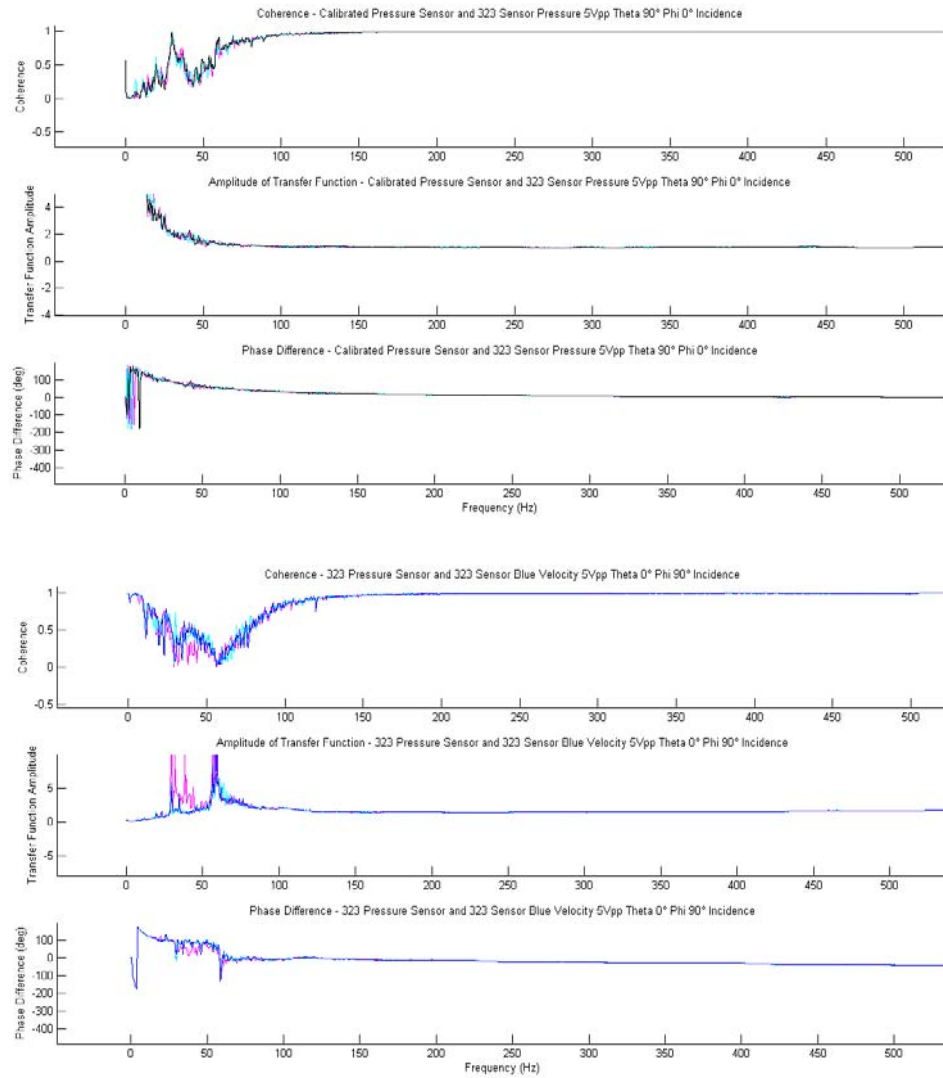 Coherence - Calibrated Pressure Sensor and 323 Sensor Pressure 5Vpp Theta 90° Phi 0° Incidence
Coherence
1
0.5
0
-0.5
0 50 100 150 200 250 300 350 400 450 500
Amplitude of Transfer Function - Calibrated Pressure Sensor and 323 Sensor Pressure 5Vpp Theta 90° Phi 0° Incidence
Transfer Function Amplitude
4
2
0
-2
-4
0 50 100 150 200 250 300 350 400 450 500
Phase Difference - Calibrated Pressure Sensor and 323 Sensor Pressure 5Vpp Theta 90° Phi 0° Incidence
Phase Difference (deg)
100
0
-100
-200
-300
-400
0 50 100 150 200 250 300 350 400 450 500
Frequency (Hz)
Coherence - 323 Pressure Sensor and 323 Sensor Blue Velocity 5Vpp Theta 0° Phi 90° Incidence
Coherence
1
0.5
0
-0.5
0 50 100 150 200 250 300 350 400 450 500
Amplitude of Transfer Function - 323 Pressure Sensor and 323 Sensor Blue Velocity 5Vpp Theta 0° Phi 90° Incidence
Transfer Function Amplitude
5
0
-5
0 50 100 150 200 250 300 350 400 450 500
Phase Difference - 323 Pressure Sensor and 323 Sensor Blue Velocity 5Vpp Theta 0° Phi 90° Incidence
Phase Difference (deg)
100
0
-100
-200
-300
-400
0 50 100 150 200 250 300 350 400 450 500
Frequency (Hz)